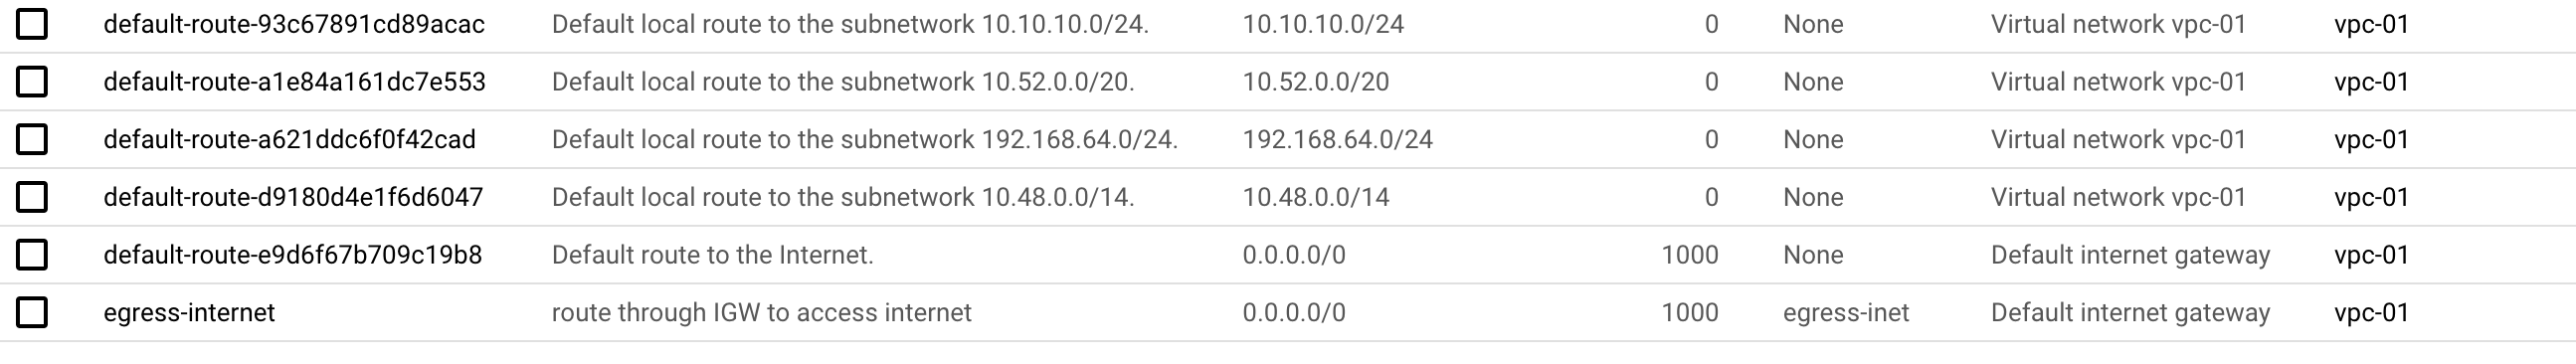 default-route-93c67891cd89acac Default local route to the subnetwork 10.10.10.0/24. 10.10.10.0/24 0 None Virtual network vpc-01 vpc-01
default-route-a1e84a161dc7e553 Default local route to the subnetwork 10.52.0.0/20. 10.52.0.0/20 0 None Virtual network vpc-01 vpc-01
default-route-a621ddc6f0f42cad Default local route to the subnetwork 192.168.64.0/24. 192.168.64.0/24 0 None Virtual network vpc-01 vpc-01
default-route-d9180d4e1f6d6047 Default local route to the subnetwork 10.48.0.0/14. 10.48.0.0/14 0 None Virtual network vpc-01 vpc-01
default-route-e9d6f67b709c19b8 Default route to the Internet. 0.0.0.0/0 1000 None Default internet gateway vpc-01
egress-internet route through IGW to access internet 0.0.0.0/0 1000 egress-inet Default internet gateway vpc-01